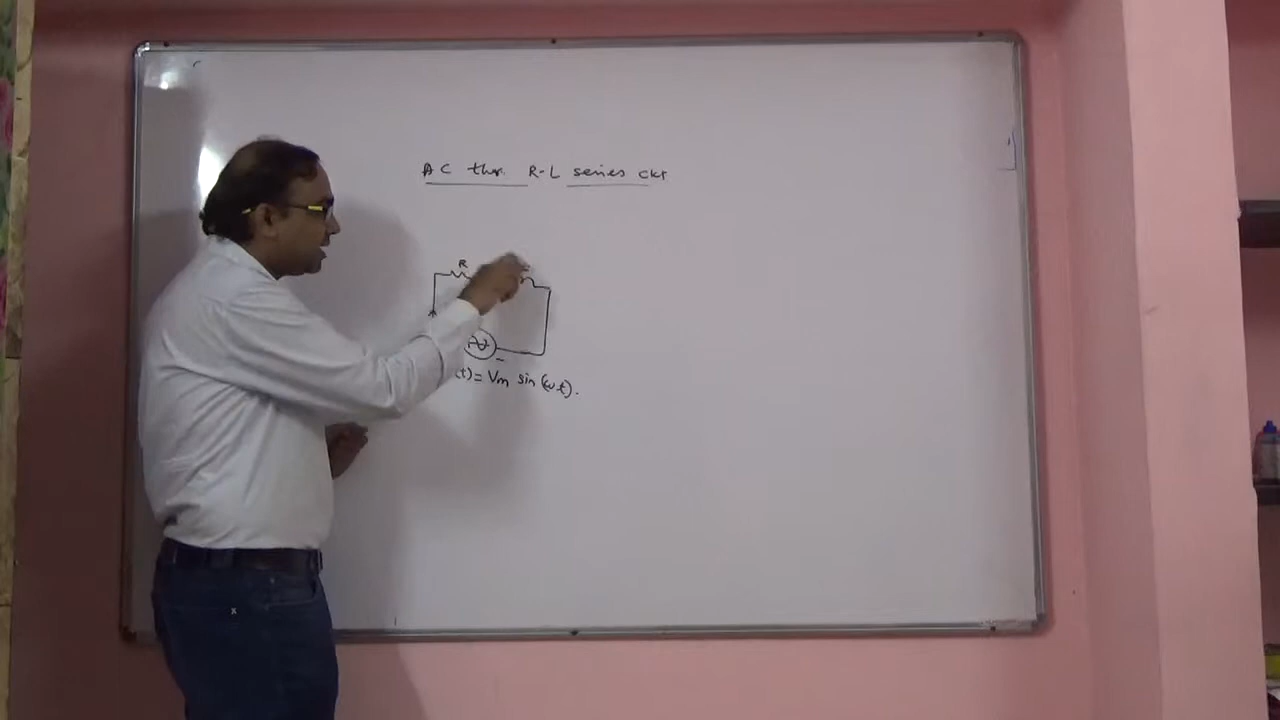 AC thr. R-L series ckt
R
(t) = Vm sin(ωt).